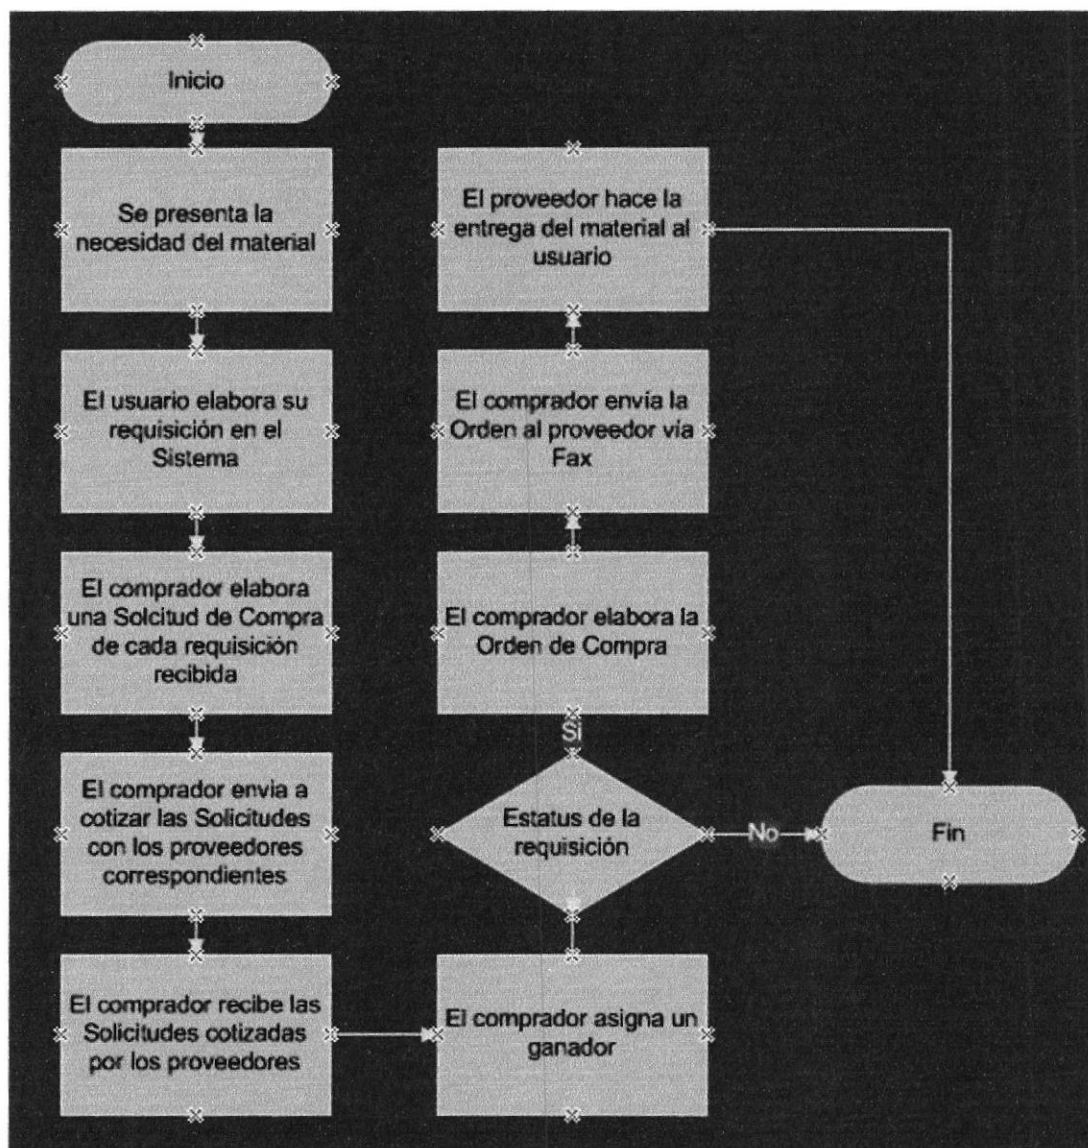 Inicio
Se presenta la
necesidad del material
El usuario elabora su
requisición en el
Sistema
El comprador elabora
una Solcitud de Compra
de cada requisición
recibida
El comprador envia a
cotizar las Solicitudes
con los proveedores
correspondientes
El comprador recibe las
Solicitudes cotizadas
por los proveedores
El comprador asigna un
ganador
Estatus de la
requisición
Si
No
El comprador elabora la
Orden de Compra
El comprador envía la
Orden al proveedor vía
Fax
El proveedor hace la
entrega del material al
usuario
Fin